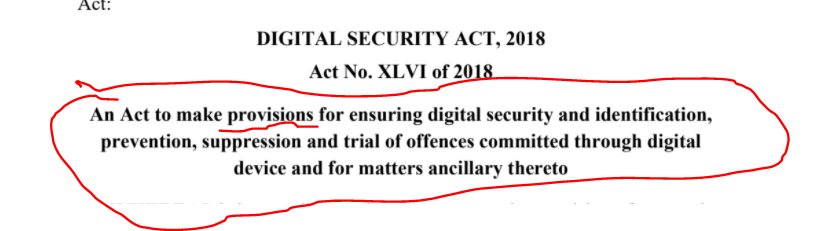 Act:
DIGITAL SECURITY ACT, 2018
Act No. XLVI of 2018
An Act to make provisions for ensuring digital security and identification,
prevention, suppression and trial of offences committed through digital
device and for matters ancillary thereto